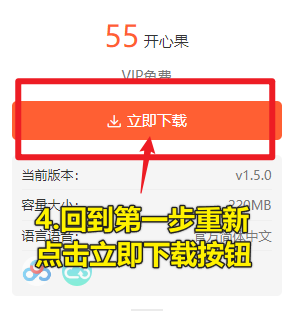 55 开心果
VIP免费
立即下载
当前版本: v1.5.0
容量大小: 220MB
语言语音: 官方简体中文
4.回到第一步重新
点击立即下载按钮